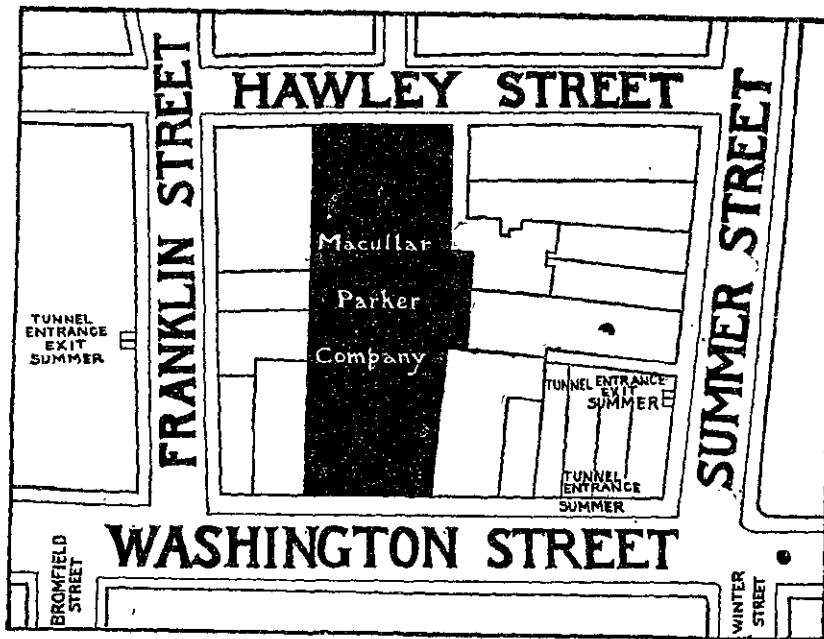 HAWLEY STREET
FRANKLIN STREET
SUMMER STREET
Macullar
Parker
Company
TUNNEL
ENTRANCE
EXIT
SUMMER
TUNNEL ENTRANCE
EXIT
SUMMER
TUNNEL
ENTRANCE
SUMMER
WASHINGTON STREET
BROMFIELD
STREET
WINTER
STREET